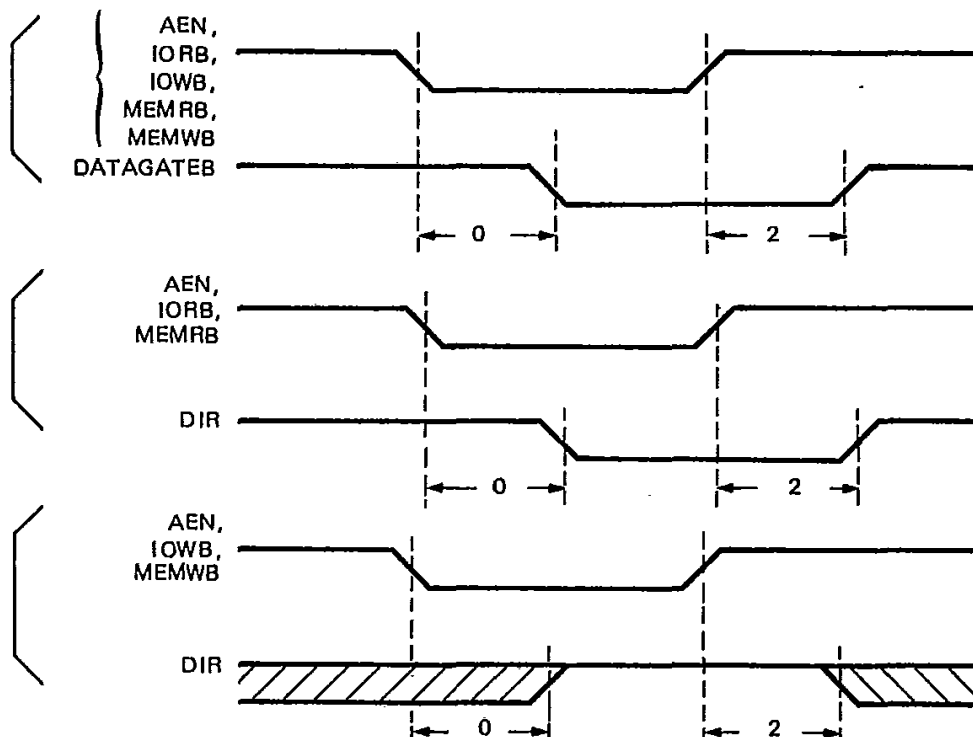 AEN,
IORB,
IOWB,
MEMRB,
MEMWB
DATAGATEB
0
2
AEN,
IORB,
MEMRB
DIR
0
2
AEN,
IOWB,
MEMWB
DIR
0
2